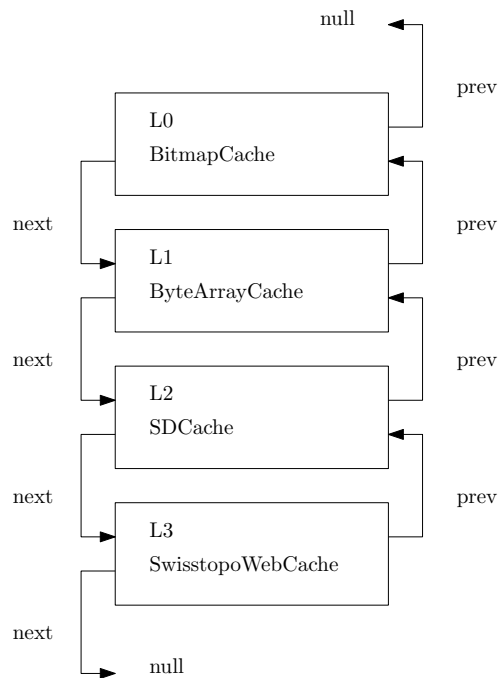 null
prev
L0
BitmapCache
next
prev
L1
ByteArrayCache
next
prev
L2
SDCache
next
prev
L3
SwisstopoWebCache
next
null